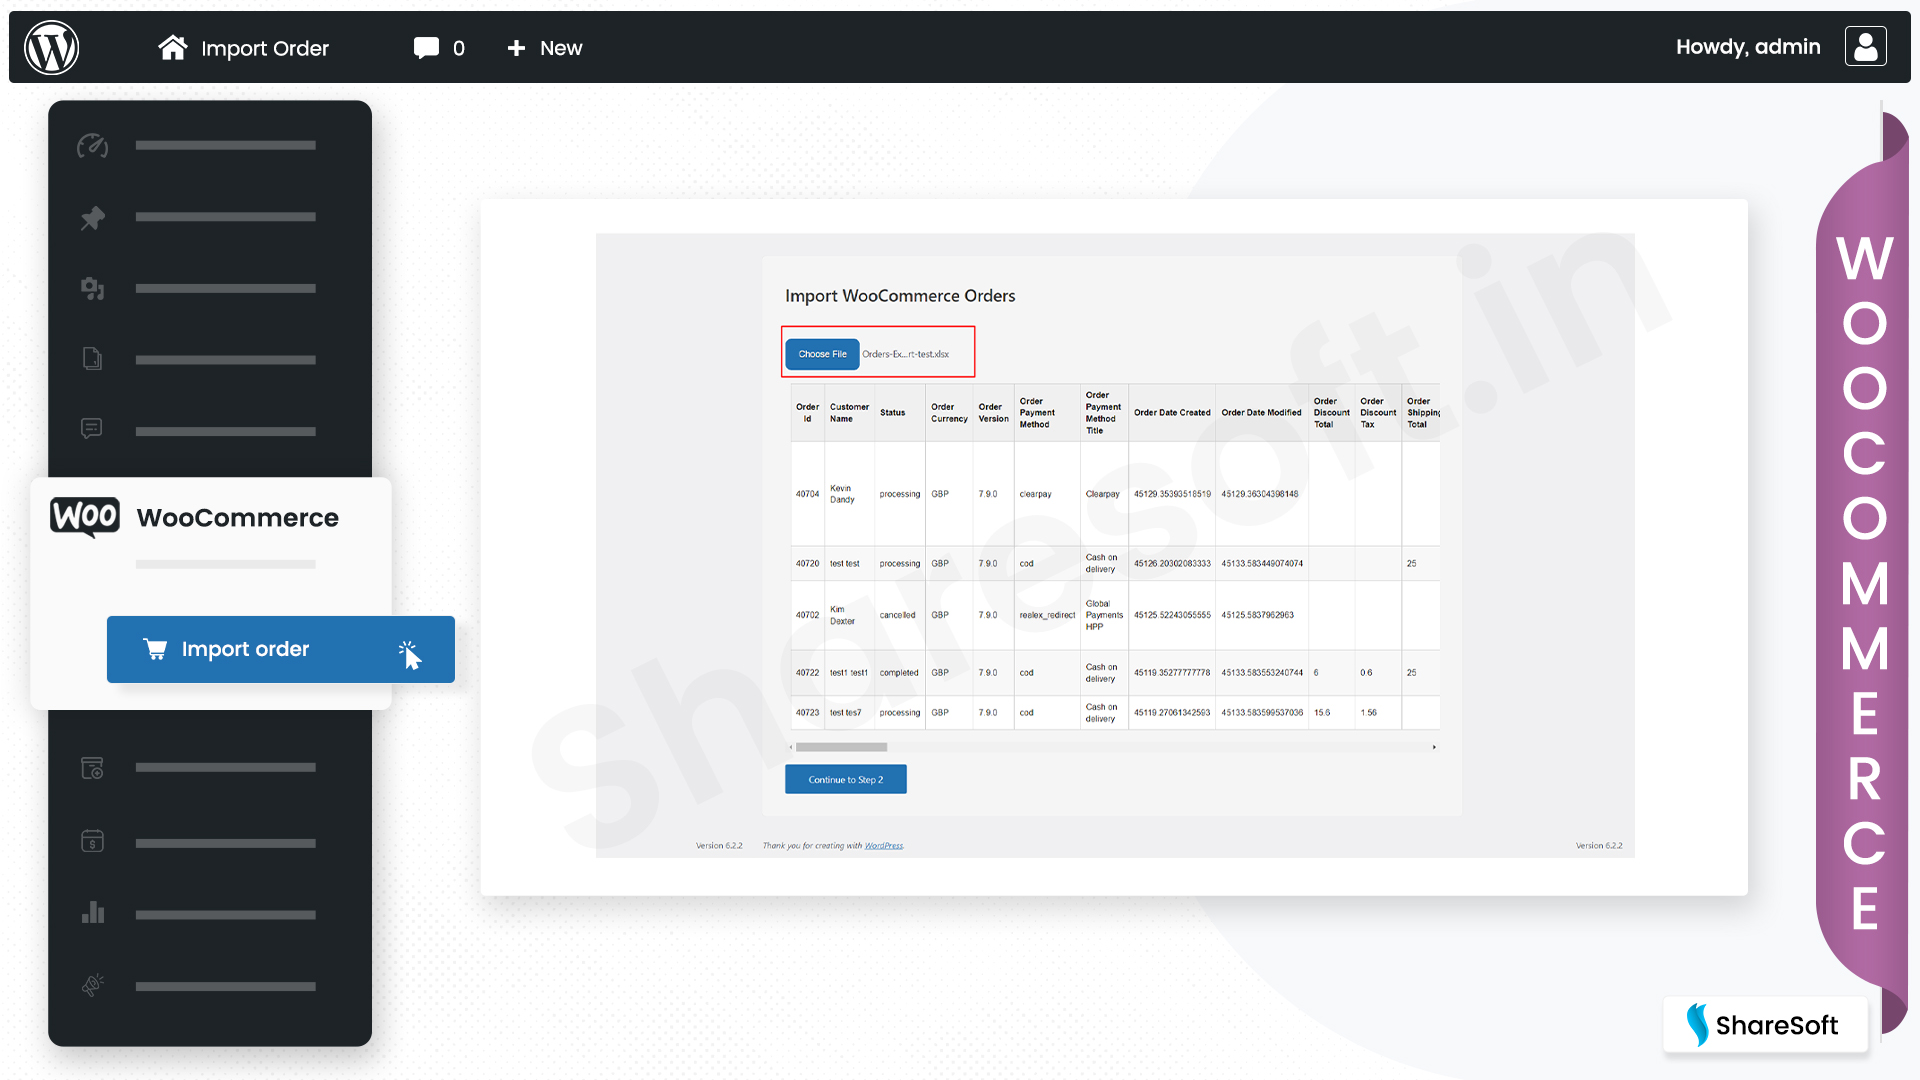 Import Order
0
New
Howdy, admin
WOO
WooCommerce
Import order
Import WooCommerce Orders
Choose File Orders-Ex...rt-test.xlsx
Order Id Customer Name Status Order Currency Order Version Order Payment Method Order Payment Method Title Order Date Created Order Date Modified Order Discount Total Order Discount Tax Order Shipping Total
40704 Kevin Dandy processing GBP 7.9.0 clearpay Clearpay 45129.35393518519 45129.36304398148
40720 test test processing GBP 7.9.0 cod Cash on delivery 45126.20302083333 45133.583449074074 25
40702 Kim Dexter cancelled GBP 7.9.0 realex_redirect Global Payments HPP 45125.52243055555 45125.5837962963
40722 test1 test1 completed GBP 7.9.0 cod Cash on delivery 45119.35277777778 45133.583553240744 6 0.6 25
40723 test tes7 processing GBP 7.9.0 cod Cash on delivery 45119.27061342593 45133.583599537036 15.6 1.56
Continue to Step 2
Version 6.2.2 Thank you for creating with WordPress. Version 6.2.2
Sharesoft.in
WOOCOMMERCE
ShareSoft